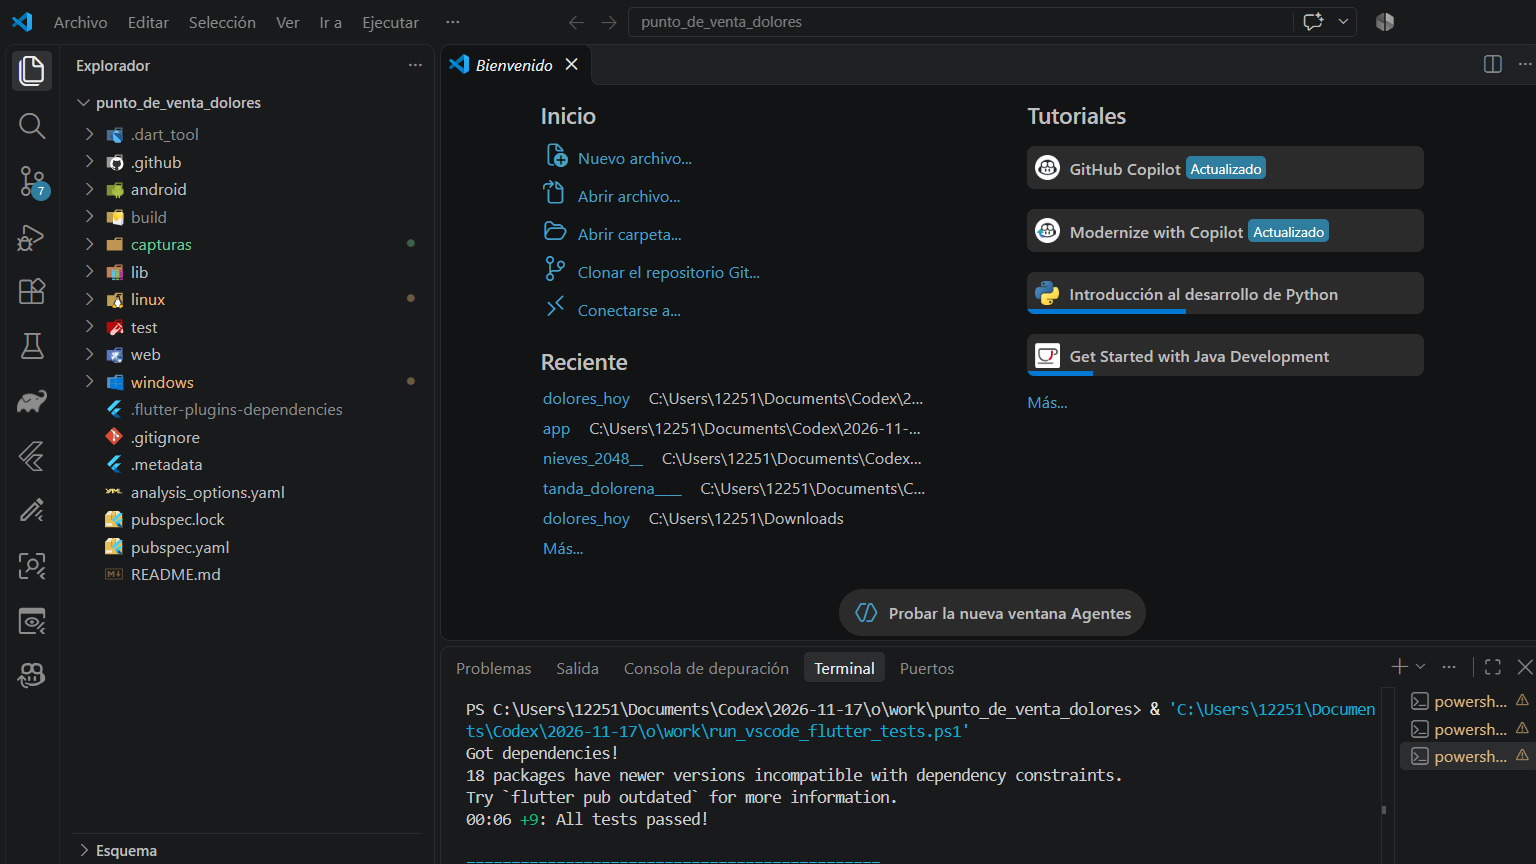 Archivo Editar Selección Ver Ir a Ejecutar ···
punto_de_venta_dolores
Explorador ···
punto_de_venta_dolores
.dart_tool
.github
android
build
capturas
lib
linux
test
web
windows
.flutter-plugins-dependencies
.gitignore
.metadata
analysis_options.yaml
pubspec.lock
pubspec.yaml
README.md
Esquema
7
Bienvenido
Inicio
Nuevo archivo...
Abrir archivo...
Abrir carpeta...
Clonar el repositorio Git...
Conectarse a...
Reciente
dolores_hoy C:\Users\12251\Documents\Codex\2...
app C:\Users\12251\Documents\Codex\2026-11-...
nieves_2048__ C:\Users\12251\Documents\Codex...
tanda_dolorena____ C:\Users\12251\Documents\C...
dolores_hoy C:\Users\12251\Downloads
Más...
Tutoriales
GitHub Copilot Actualizado
Modernize with Copilot Actualizado
Introducción al desarrollo de Python
Get Started with Java Development
Más...
Probar la nueva ventana Agentes
Problemas Salida Consola de depuración Terminal Puertos
PS C:\Users\12251\Documents\Codex\2026-11-17\o\work\punto_de_venta_dolores> & 'C:\Users\12251\Documen
ts\Codex\2026-11-17\o\work\run_vscode_flutter_tests.ps1'
Got dependencies!
18 packages have newer versions incompatible with dependency constraints.
Try `flutter pub outdated` for more information.
00:06 +9: All tests passed!
powersh...
powersh...
powersh...